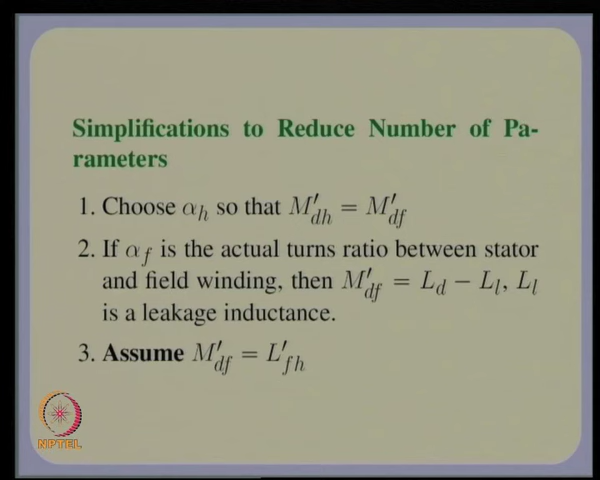 Simplifications to Reduce Number of Pa-
rameters
1. Choose α_h so that M'_dh = M'_df
2. If α_f is the actual turns ratio between stator
and field winding, then M'_df = L_d − L_l, L_l
is a leakage inductance.
3. Assume M'_df = L'_fh
NPTEL